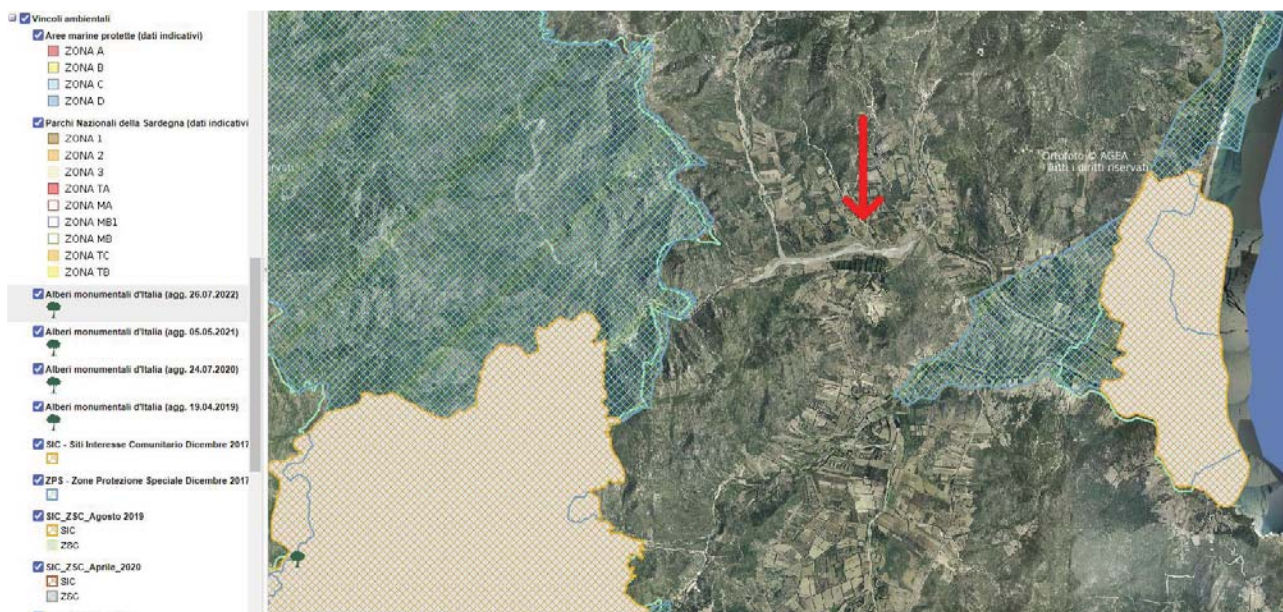 Vincoli ambientali
Aree marine protette (dati indicativi)
ZONA A
ZONA B
ZONA C
ZONA D
Parchi Nazionali della Sardegna (dati indicativi
ZONA 1
ZONA 2
ZONA 3
ZONA TA
ZONA MA
ZONA MB1
ZONA MB
ZONA TC
ZONA TB
Alberi monumentali d'Italia (agg. 26.07.2022)
Alberi monumentali d'Italia (agg. 05.05.2021)
Alberi monumentali d'Italia (agg. 24.07.2020)
Alberi monumentali d'Italia (agg. 19.04.2019)
SIC - Siti Interesse Comunitario Dicembre 2017
ZPS - Zone Protezione Speciale Dicembre 2017
SIC_ZSC_Agosto 2019
SIC
ZSC
SIC_ZSC_Aprile_2020
SIC
ZSC
Ortofoto © AGEA
Tutti i diritti riservati